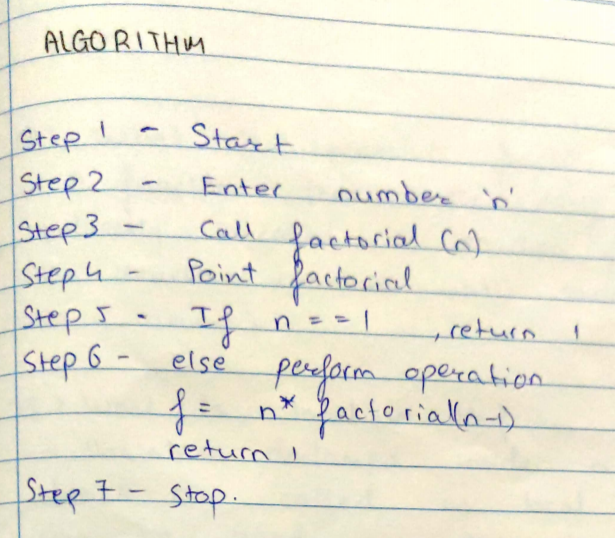 ALGORITHM
Step 1 - Start
Step 2 - Enter number 'n'
Step 3 - Call factorial (n)
Step 4 - Point factorial
Step 5 - If n == 1 , return 1
Step 6 - else perform operation
f = n* factorial(n-1)
return 1
Step 7 - Stop.